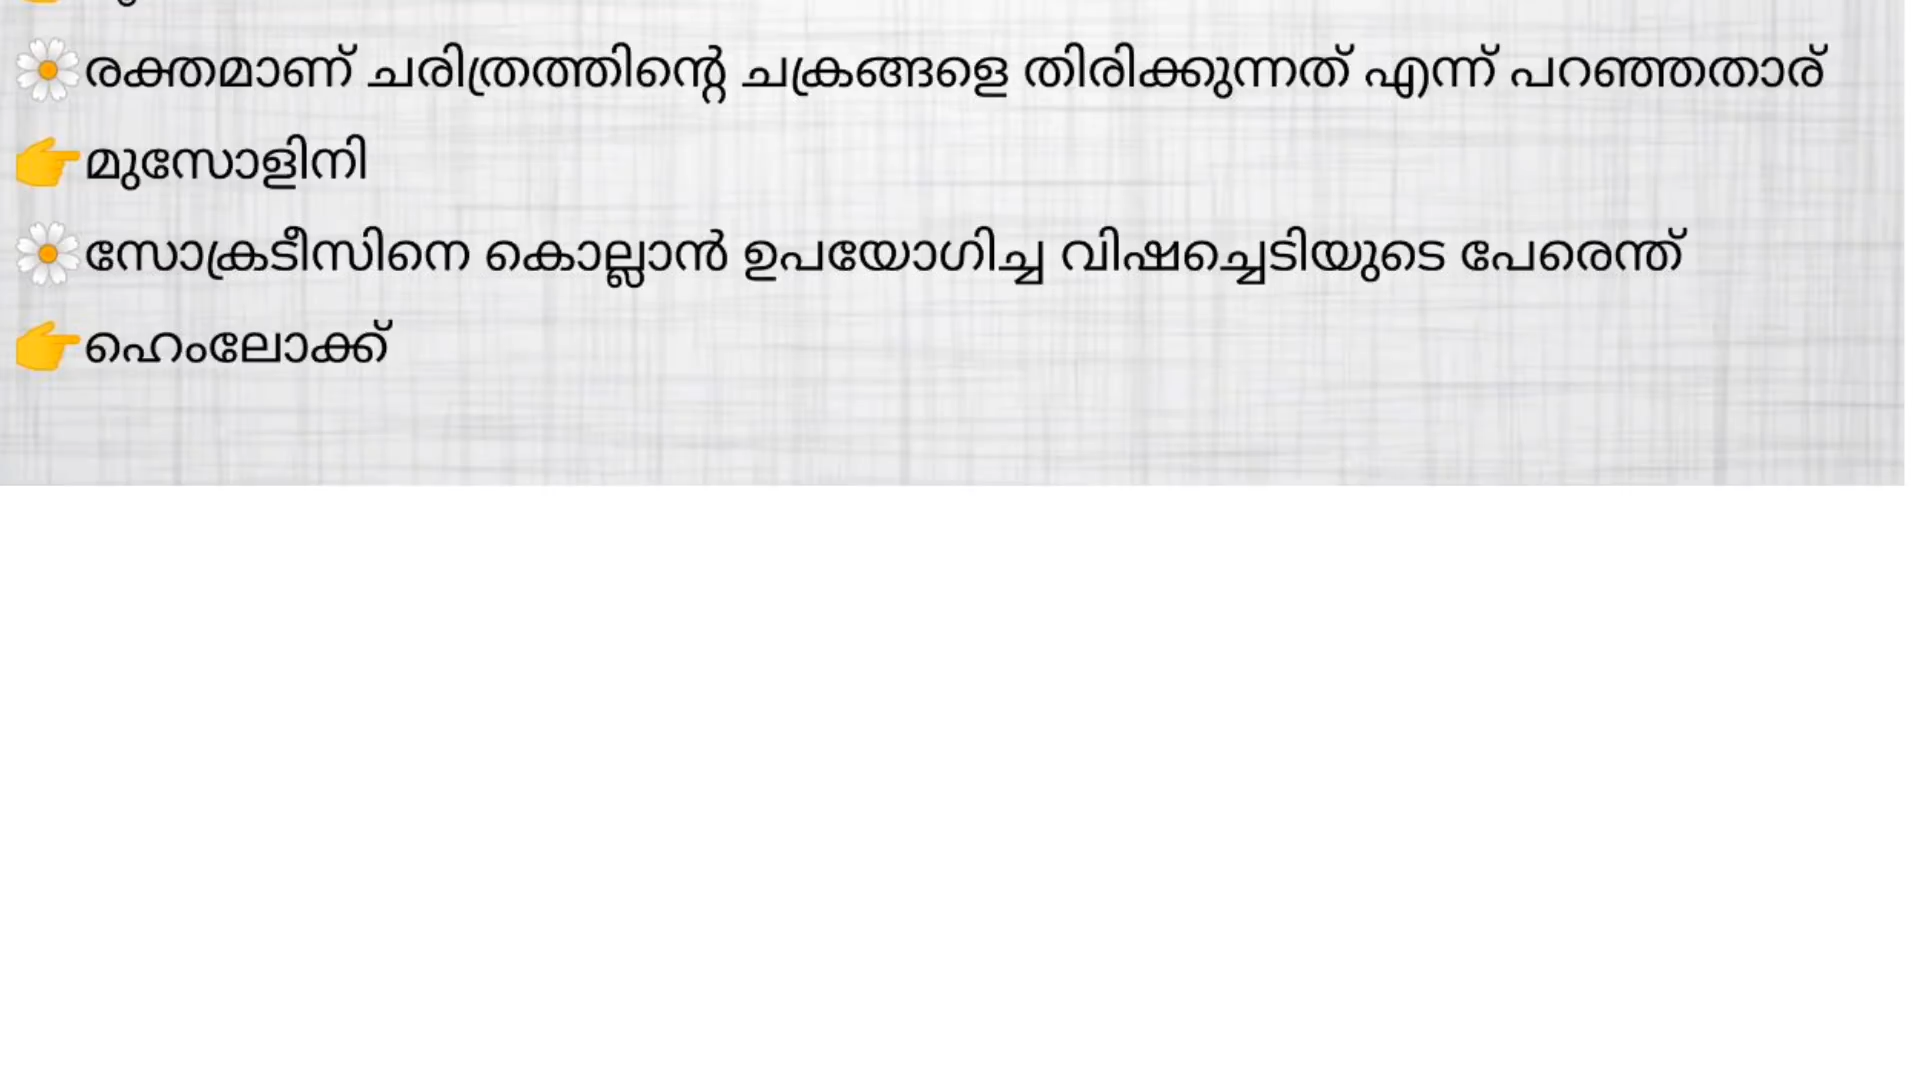 🌼രക്തമാണ് ചരിത്രത്തിന്റെ ചക്രങ്ങളെ തിരിക്കുന്നത് എന്ന് പറഞ്ഞതാര്
👉മുസോളിനി
🌼സോക്രടീസിനെ കൊല്ലാൻ ഉപയോഗിച്ച വിഷച്ചെടിയുടെ പേരെന്ത്
👉ഹെംലോക്ക്